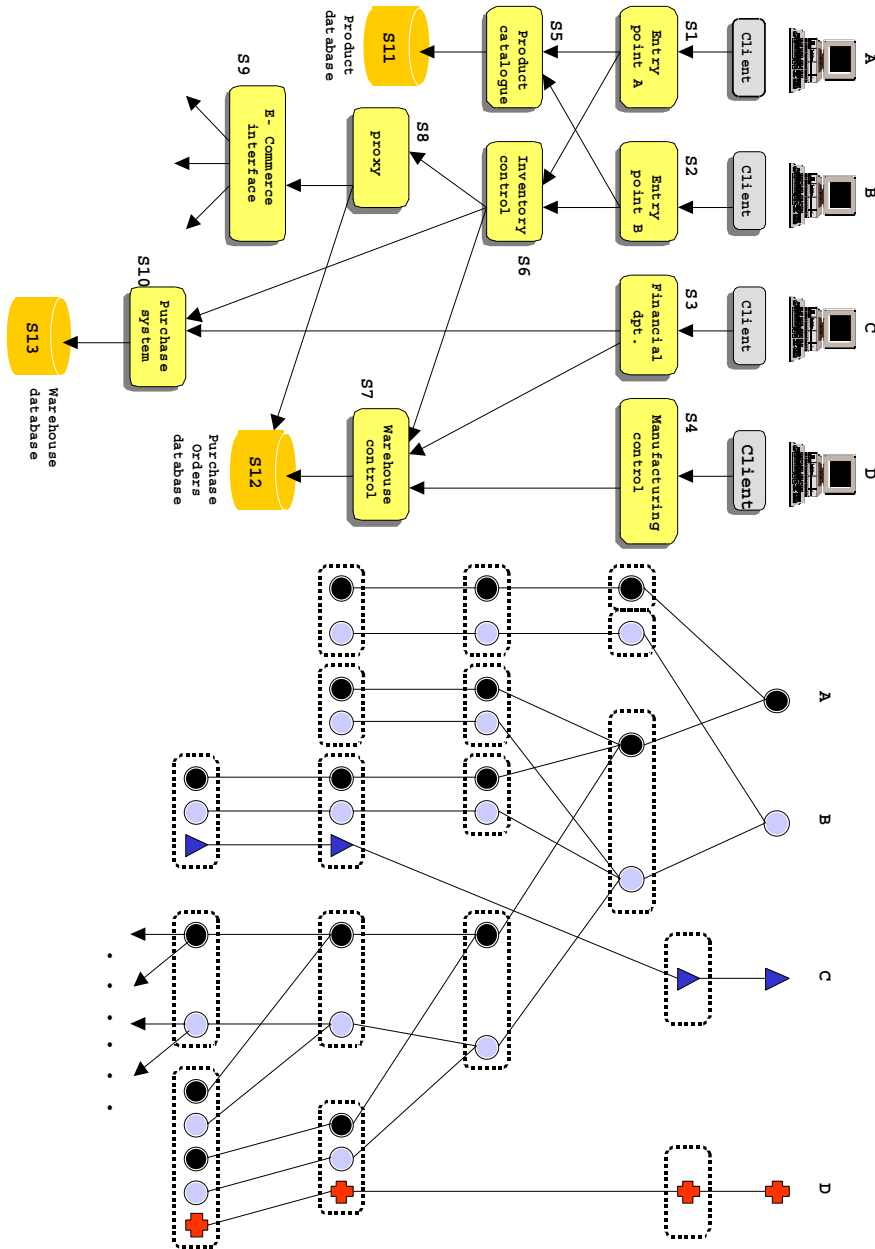 A
B
C
D
Client
Client
Client
Client
S1
S2
S3
S4
Entry
point A
Entry
point B
Financial
dpt.
Manufacturing
control
S5
Product
catalogue
Inventory
control
S6
S11
Product
database
S8
proxy
S7
Warehouse
control
S9
E- Commerce
interface
S12
Purchase
Orders
database
S10
Purchase
system
S13
Warehouse
database
A
B
C
D
. . . . . .